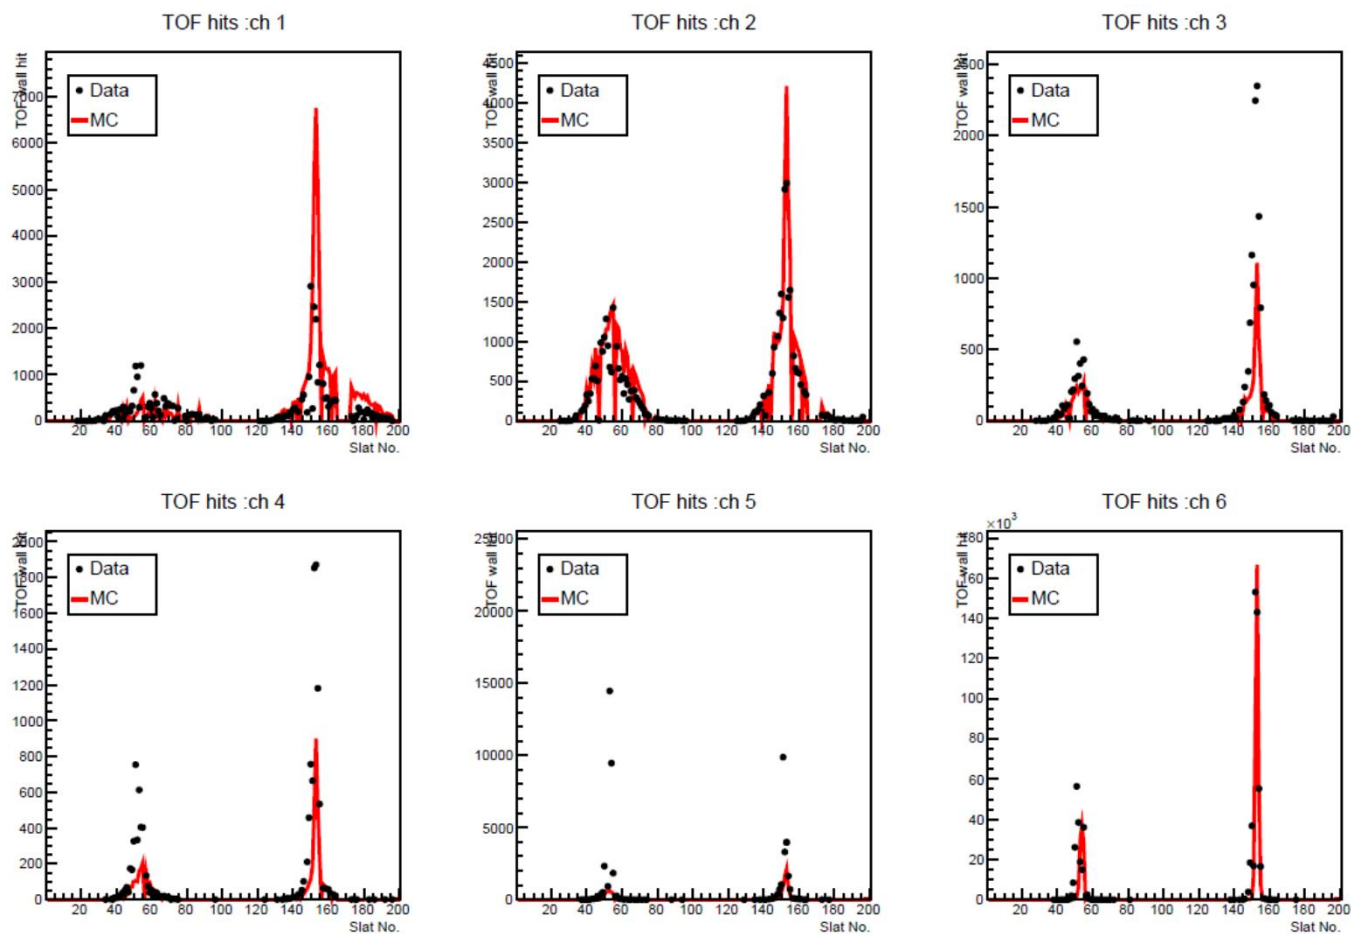 TOF hits :ch 1
TOF wall hit
Data
MC
7000
6000
5000
4000
3000
2000
1000
0
20 40 60 80 100 120 140 160 180 200
Slat No.
TOF hits :ch 2
TOF wall hit
Data
MC
4500
4000
3500
3000
2500
2000
1500
1000
500
0
20 40 60 80 100 120 140 160 180 200
Slat No.
TOF hits :ch 3
TOF wall hit
Data
MC
2500
2000
1500
1000
500
0
20 40 60 80 100 120 140 160 180 200
Slat No.
TOF hits :ch 4
TOF wall hit
Data
MC
2000
1800
1600
1400
1200
1000
800
600
400
200
0
20 40 60 80 100 120 140 160 180 200
Slat No.
TOF hits :ch 5
TOF wall hit
Data
MC
25000
20000
15000
10000
5000
0
20 40 60 80 100 120 140 160 180 200
Slat No.
TOF hits :ch 6
×10³
TOF wall hit
Data
MC
180
160
140
120
100
80
60
40
20
0
20 40 60 80 100 120 140 160 180 200
Slat No.